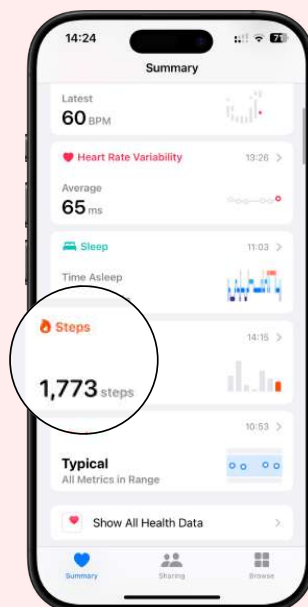 14:24
71
Summary
Latest
60 BPM
Heart Rate Variability 13:26
Average
65 ms
Sleep 11:03
Time Asleep
Steps 14:15
1,773 steps
10:53
Typical
All Metrics in Range
Show All Health Data
Summary Sharing Browse